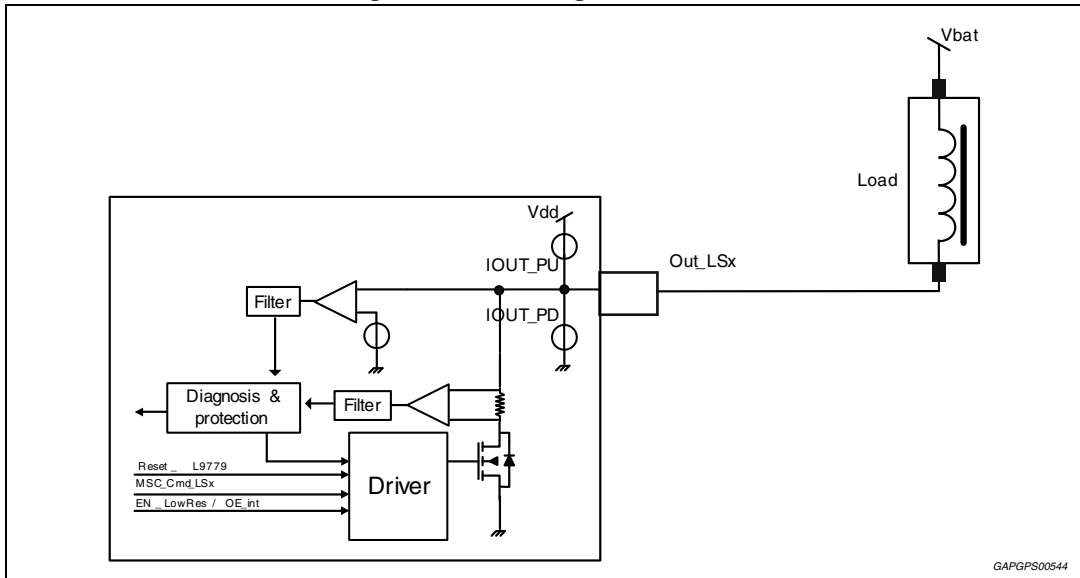 Vbat
Load
Vdd
IOUT_PU
Out_LSx
IOUT_PD
Filter
Diagnosis &
protection
Filter
Reset_ L9779
MSC_Cmd_LSx
EN_LowRes / OE_int
Driver
GAPGPS00544